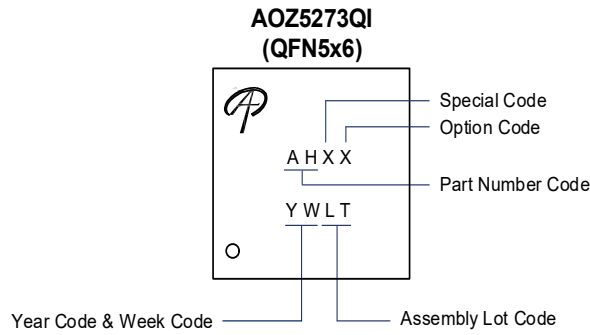 AOZ5273QI
(QFN5x6)
Special Code
Option Code
A H X X
Part Number Code
Y W L T
Year Code & Week Code
Assembly Lot Code